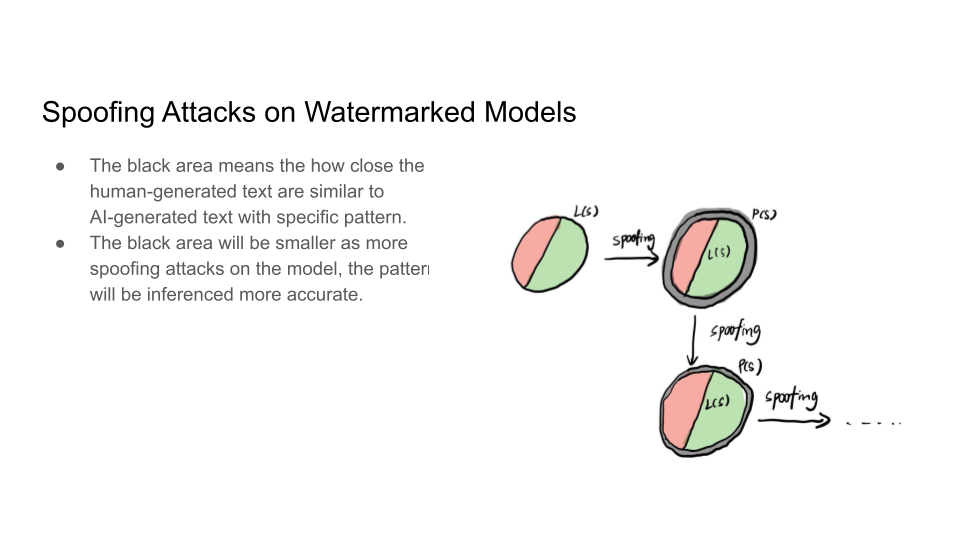 Spoofing Attacks on Watermarked Models
● The black area means the how close the
human-generated text are similar to
AI-generated text with specific pattern.
● The black area will be smaller as more
spoofing attacks on the model, the pattern
will be inferenced more accurate.
L(s)
spoofing
P(s)
L(s)
spoofing
P(s)
L(s)
spoofing